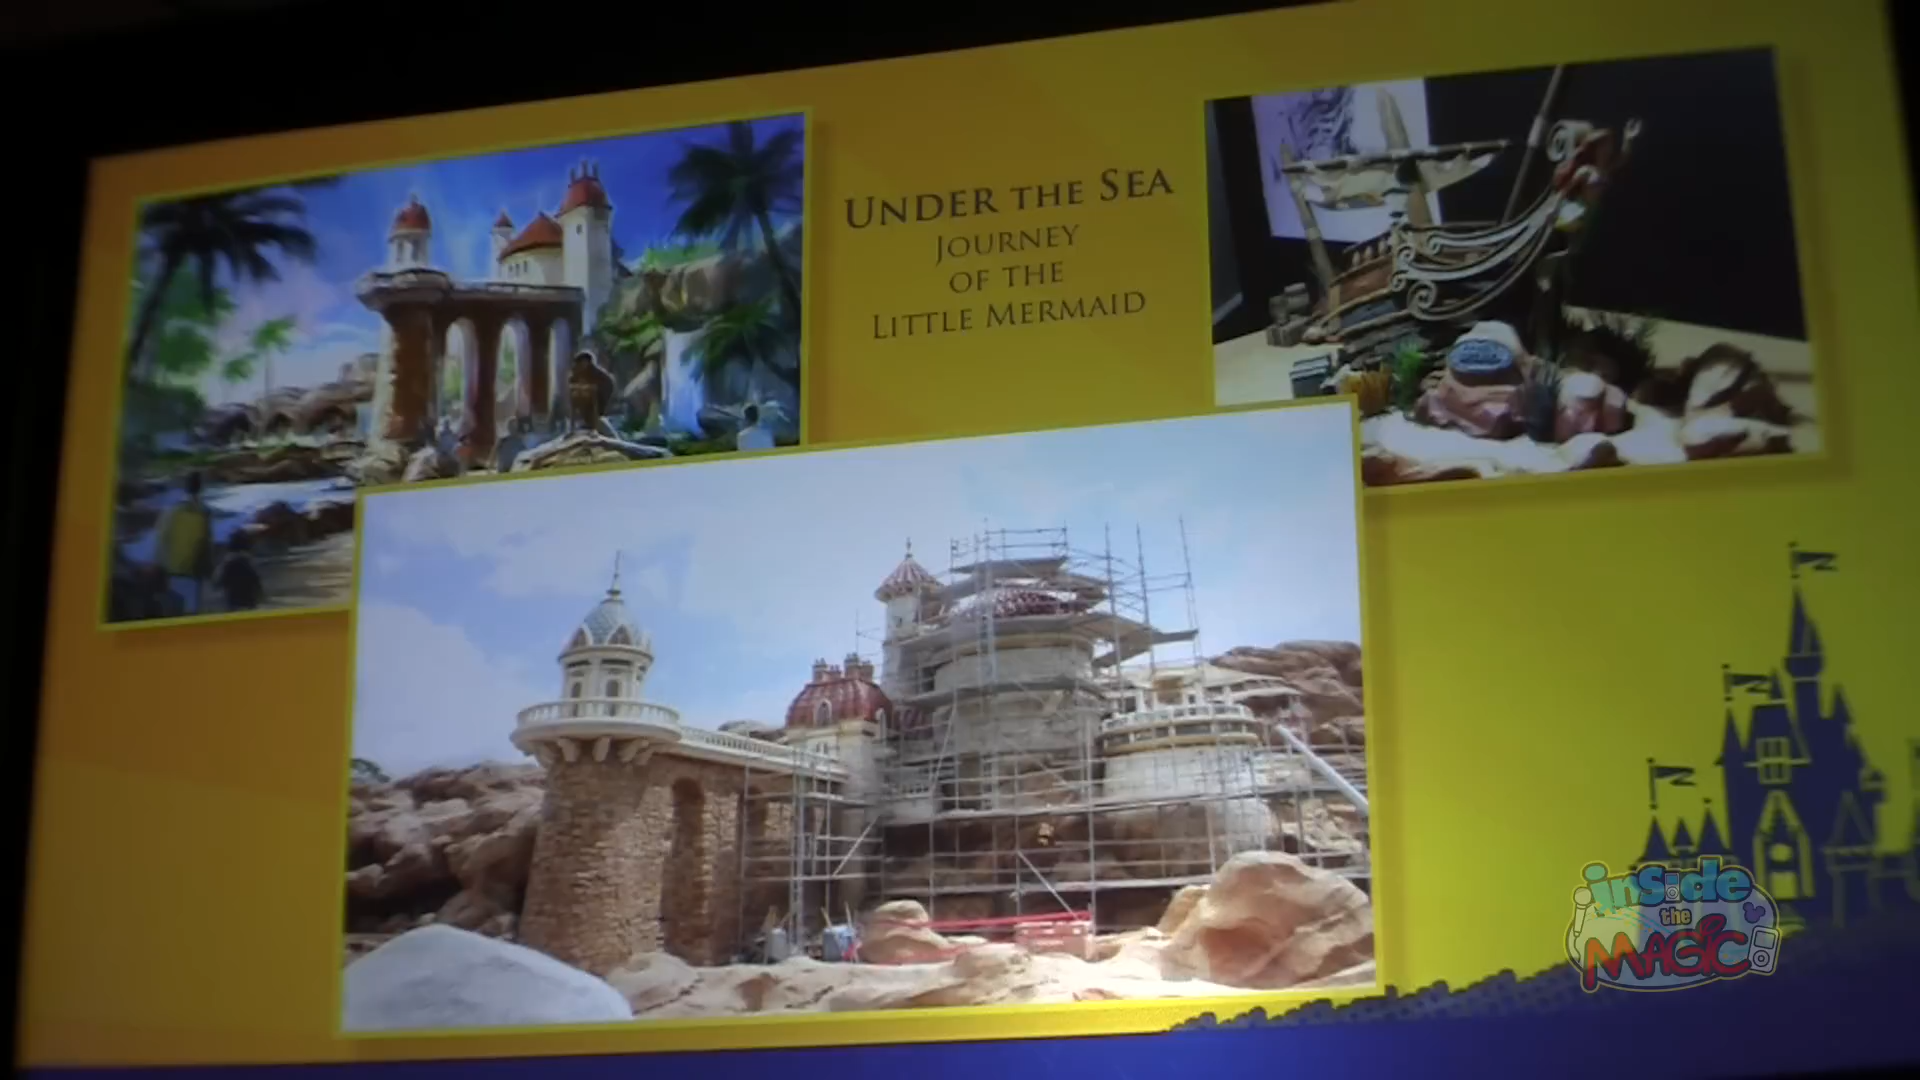 UNDER THE SEA
JOURNEY
OF THE
LITTLE MERMAID
inside
the
MAGIC